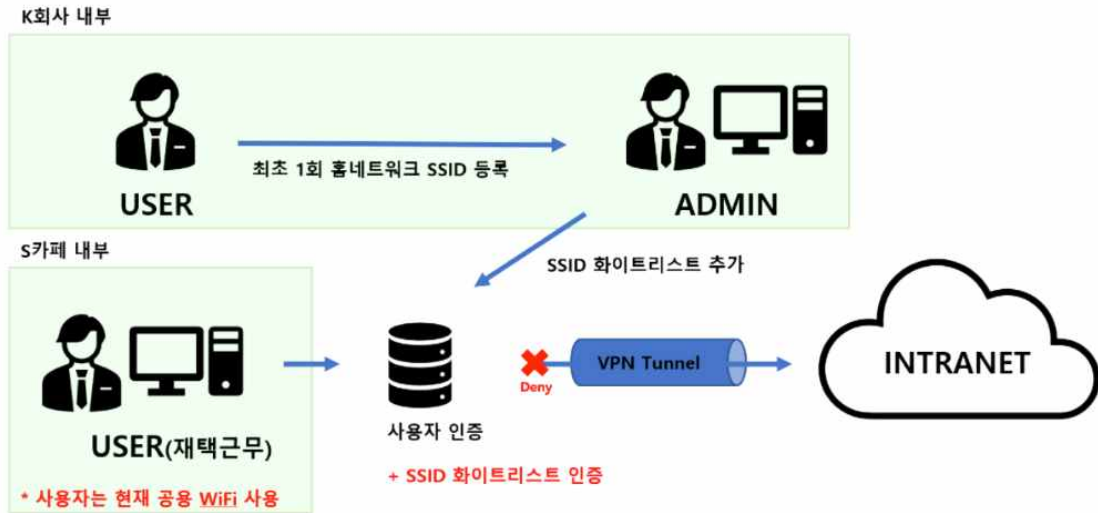 K회사 내부
최초 1회 홈네트워크 SSID 등록
USER
ADMIN
S카페 내부
SSID 화이트리스트 추가
VPN Tunnel
INTRANET
Deny
사용자 인증
USER(재택근무)
+ SSID 화이트리스트 인증
* 사용자는 현재 공용 WiFi 사용